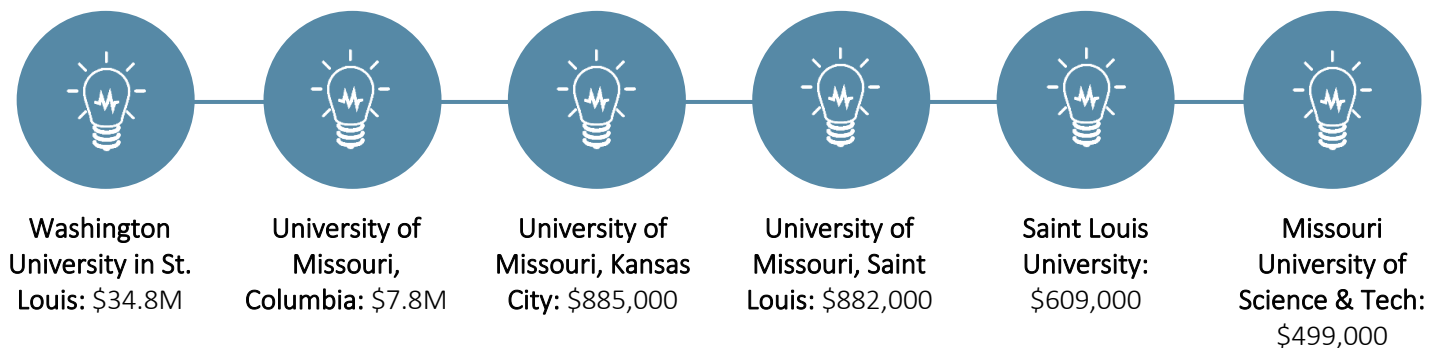 Washington
University in St.
Louis: $34.8M
University of
Missouri,
Columbia: $7.8M
University of
Missouri, Kansas
City: $885,000
University of
Missouri, Saint
Louis: $882,000
Saint Louis
University:
$609,000
Missouri
University of
Science & Tech:
$499,000